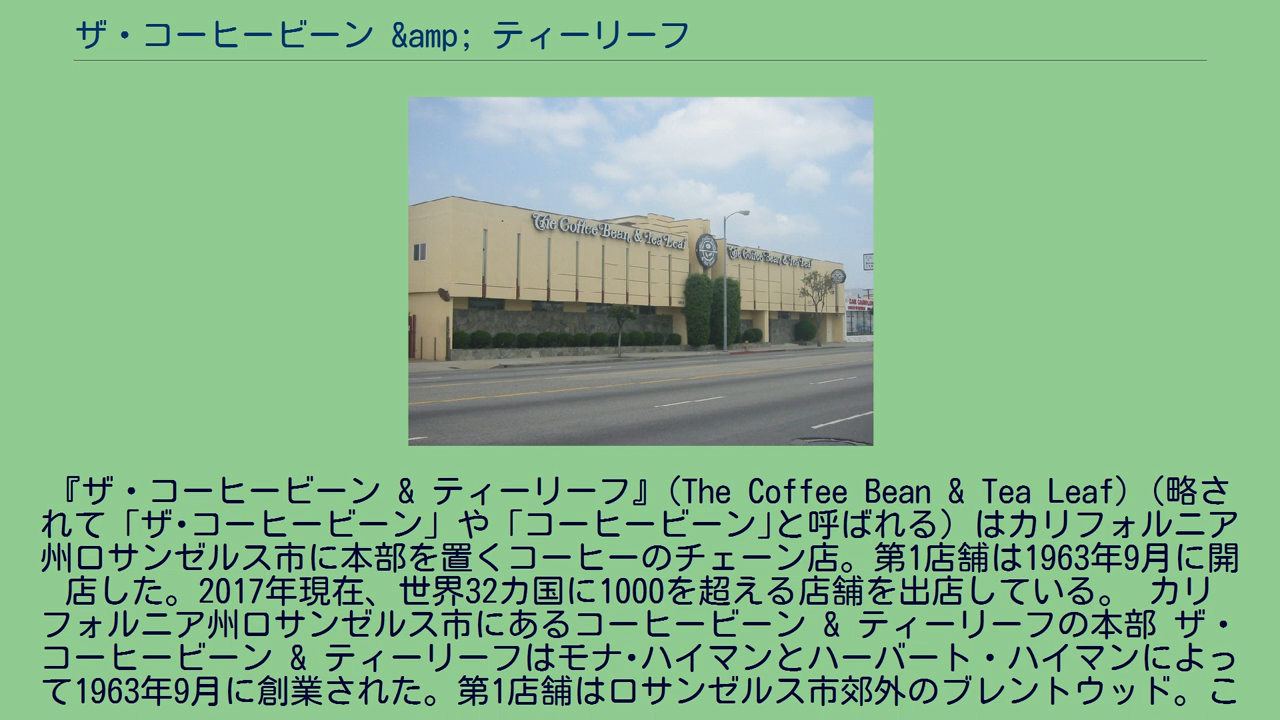 ザ・コーヒービーン &amp; ティーリーフ
The Coffee Bean & Tea Leaf
The Coffee Bean & Tea Leaf
『ザ・コーヒービーン & ティーリーフ』(The Coffee Bean & Tea Leaf) (略さ
れて「ザ･コーヒービーン」や「コーヒービーン｣と呼ばれる）はカリフォルニア
州ロサンゼルス市に本部を置くコーヒーのチェーン店。第1店舗は1963年9月に開
店した。2017年現在、世界32カ国に1000を超える店舗を出店している。 カリ
フォルニア州ロサンゼルス市にあるコーヒービーン & ティーリーフの本部 ザ・
コーヒービーン & ティーリーフはモナ･ハイマンとハーバート・ハイマンによっ
て1963年9月に創業された。第1店舗はロサンゼルス市郊外のブレントウッド。こ